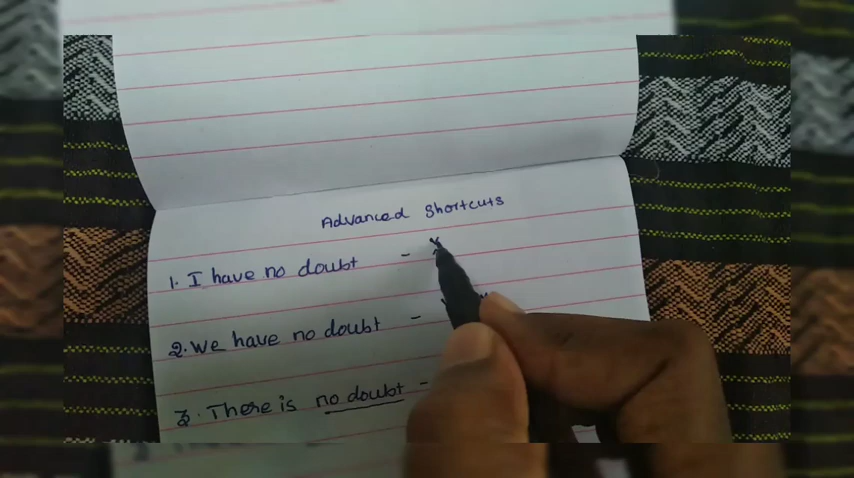 Advanced Shortcuts
1. I have no doubt -
2. We have no doubt -
3. There is no doubt -